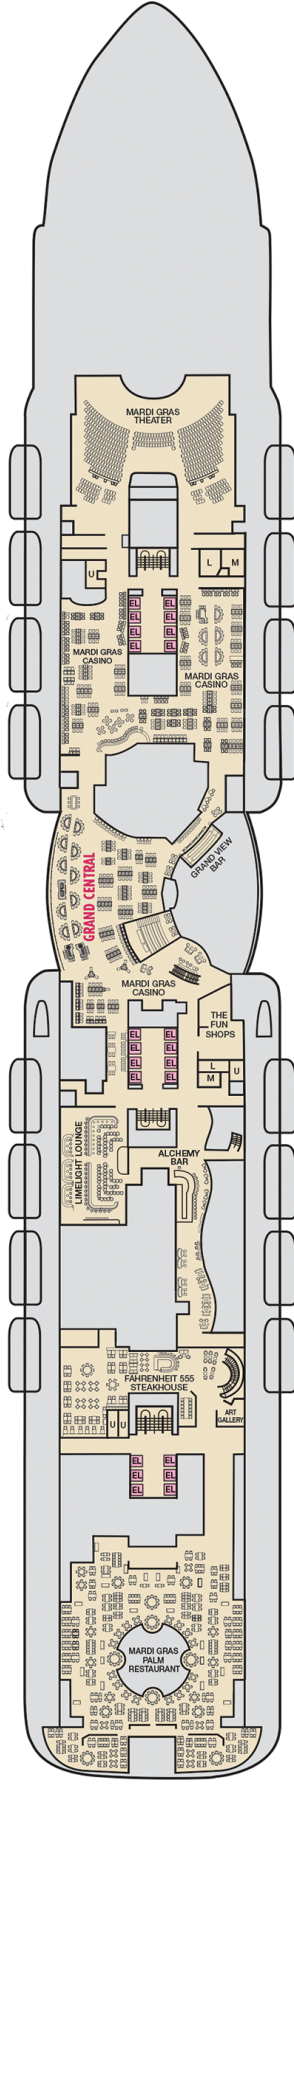 MARDI GRAS
THEATER
L M
U
EL EL
EL EL
EL EL
EL EL
MARDI GRAS
CASINO
MARDI GRAS
CASINO
GRAND CENTRAL
GRAND VIEW
BAR
MARDI GRAS
CASINO
THE
FUN
SHOPS
EL EL
EL EL
EL EL
EL EL
L
M
U
LIMELIGHT LOUNGE
ALCHEMY
BAR
FAHRENHEIT 555
STEAKHOUSE
ART
GALLERY
U U
EL EL
EL EL
EL EL
MARDI GRAS
PALM
RESTAURANT